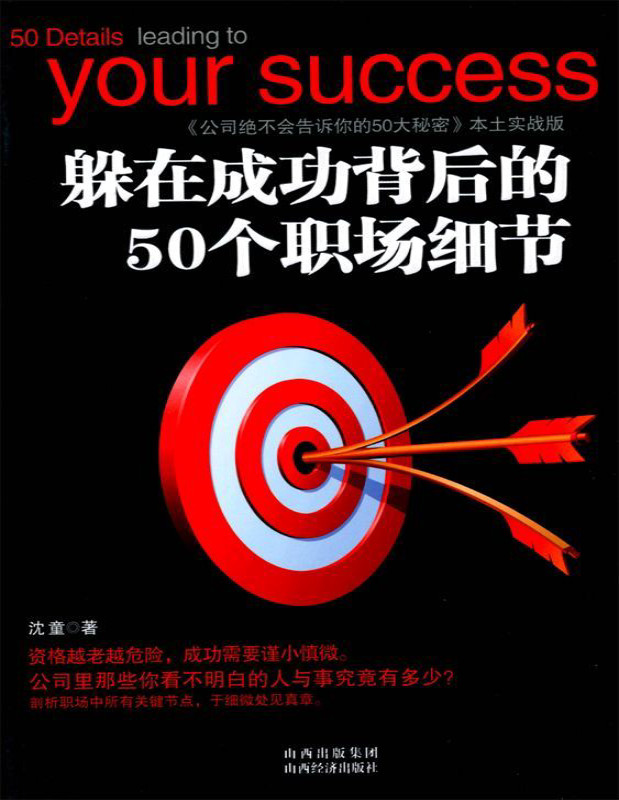 50 Details leading to
your success
《公司绝不会告诉你的50大秘密》本土实战版
躲在成功背后的
50个职场细节
沈童◎著
资格越老越危险，成功需要谨小慎微。
公司里那些你看不明白的人与事究竟有多少？
剖析职场中所有关键节点，于细微处见真章。
山西出版集团
山西经济出版社